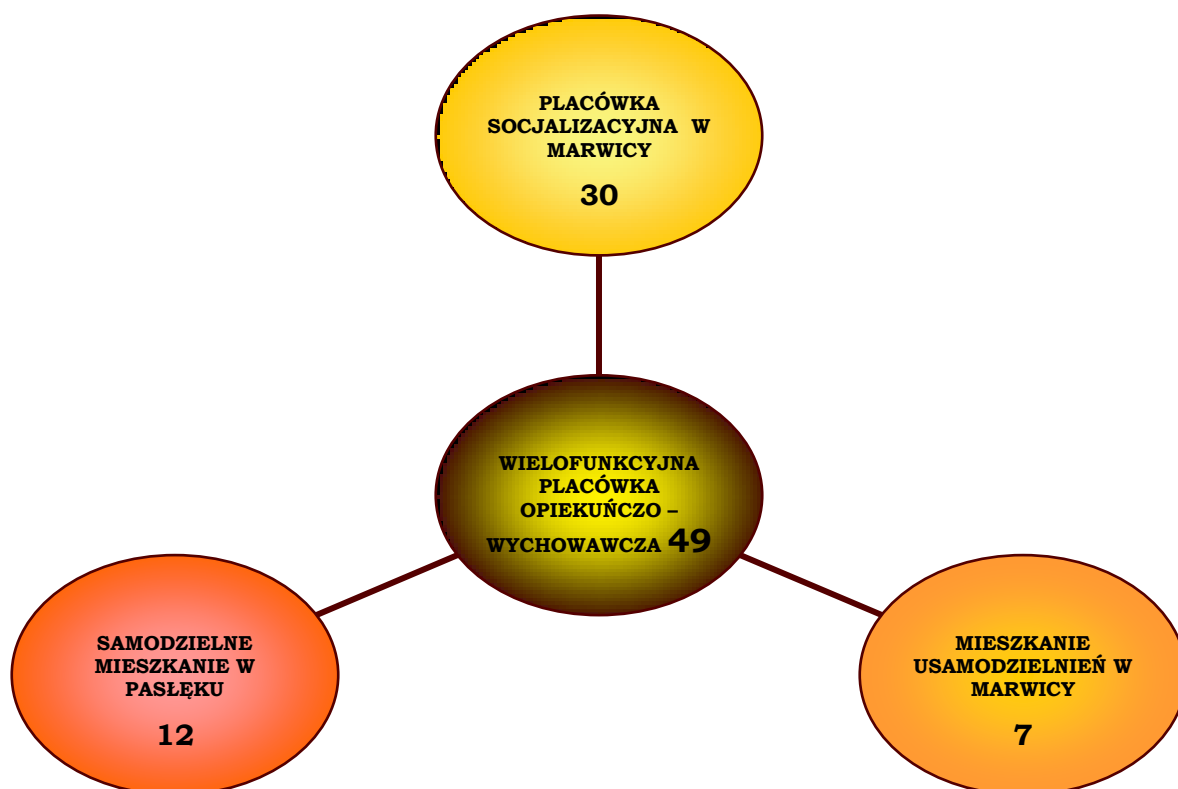 PLACÓWKA
SOCJALIZACYJNA W
MARWICY
30
WIELOFUNKCYJNA
PLACÓWKA
OPIEKUŃCZO –
WYCHOWAWCZA 49
SAMODZIELNE
MIESZKANIE W
PASŁĘKU
12
MIESZKANIE
USAMODZIELNIEŃ W
MARWICY
7